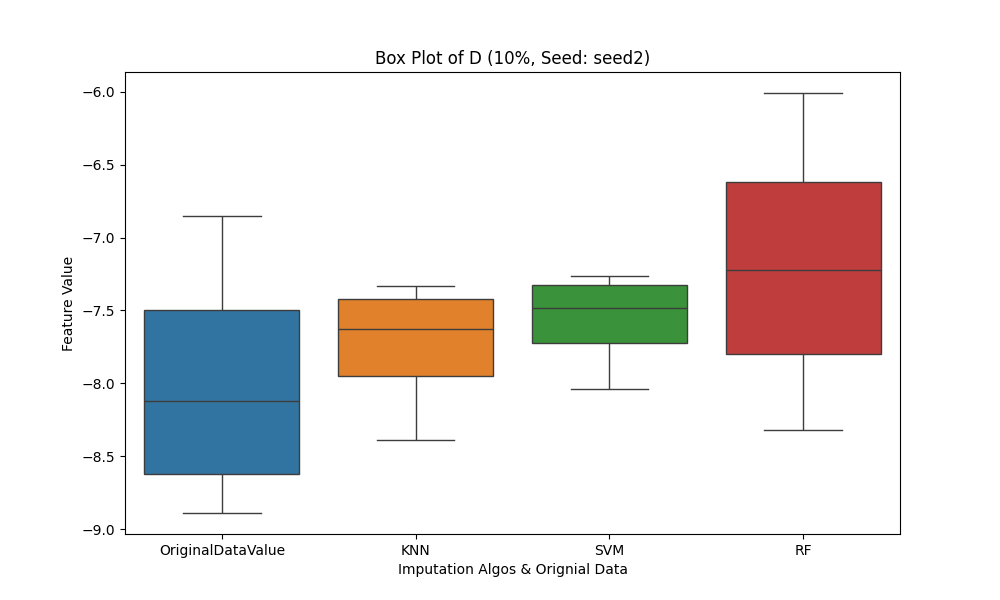 Box Plot of D (10%, Seed: seed2)
Feature Value
−6.0
−6.5
−7.0
−7.5
−8.0
−8.5
−9.0
OriginalDataValue KNN SVM RF
Imputation Algos & Orignial Data